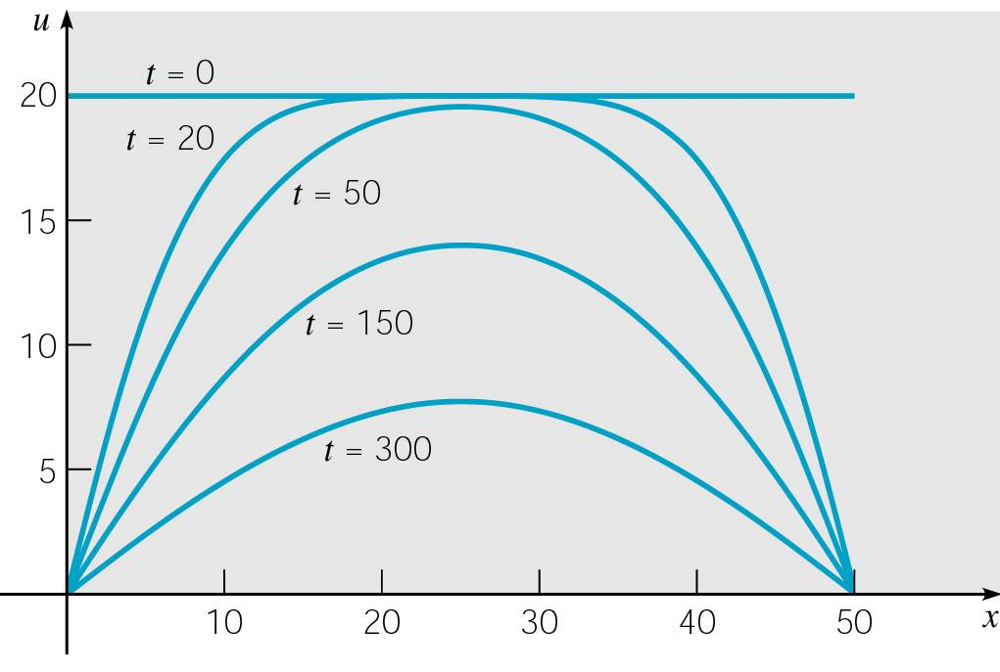 u
t = 0
20
t = 20
t = 50
15
t = 150
10
t = 300
5
10 20 30 40 50 x